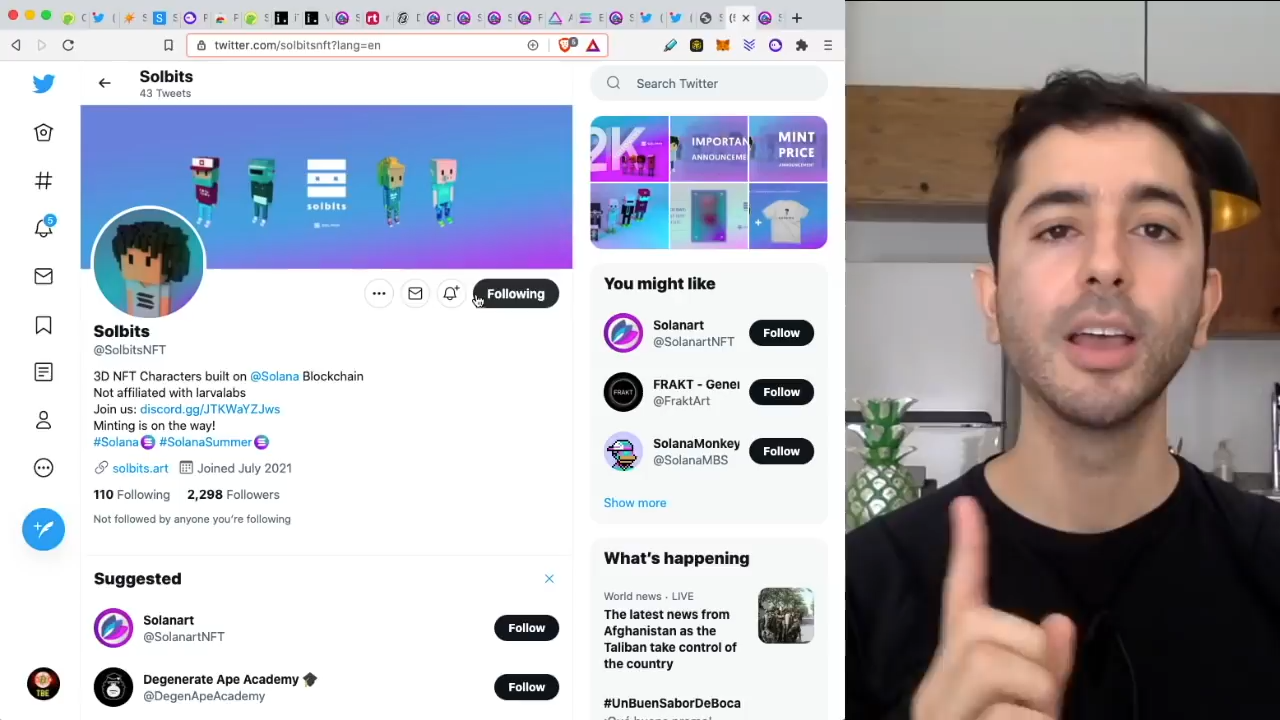 twitter.com/solbitsnft?lang=en
Solbits
43 Tweets
Search Twitter
solbits
2K
IMPORTAN
ANNOUNCEME
MINT
PRICE
Following
Solbits
@SolbitsNFT
3D NFT Characters built on @Solana Blockchain
Not affiliated with larvalabs
Join us: discord.gg/JTKWaYZJws
Minting is on the way!
#Solana #SolanaSummer
solbits.art Joined July 2021
110 Following 2,298 Followers
Not followed by anyone you're following
Suggested
Solanart
@SolanartNFT
Follow
Degenerate Ape Academy
@DegenApeAcademy
Follow
You might like
Solanart
@SolanartNFT
Follow
FRAKT - Gener
@FraktArt
Follow
FRAKT
SolanaMonkey
@SolanaMBS
Follow
Show more
What's happening
World news · LIVE
The latest news from
Afghanistan as the
Taliban take control of
the country
#UnBuenSaborDeBoca
5
TBE